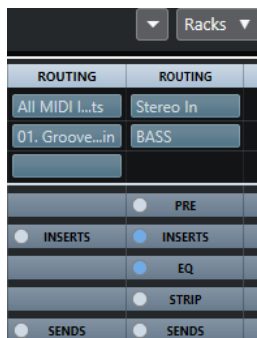 Racks
ROUTING ROUTING
All MIDI I...ts Stereo In
01. Groove...in BASS
PRE
INSERTS INSERTS
EQ
STRIP
SENDS SENDS